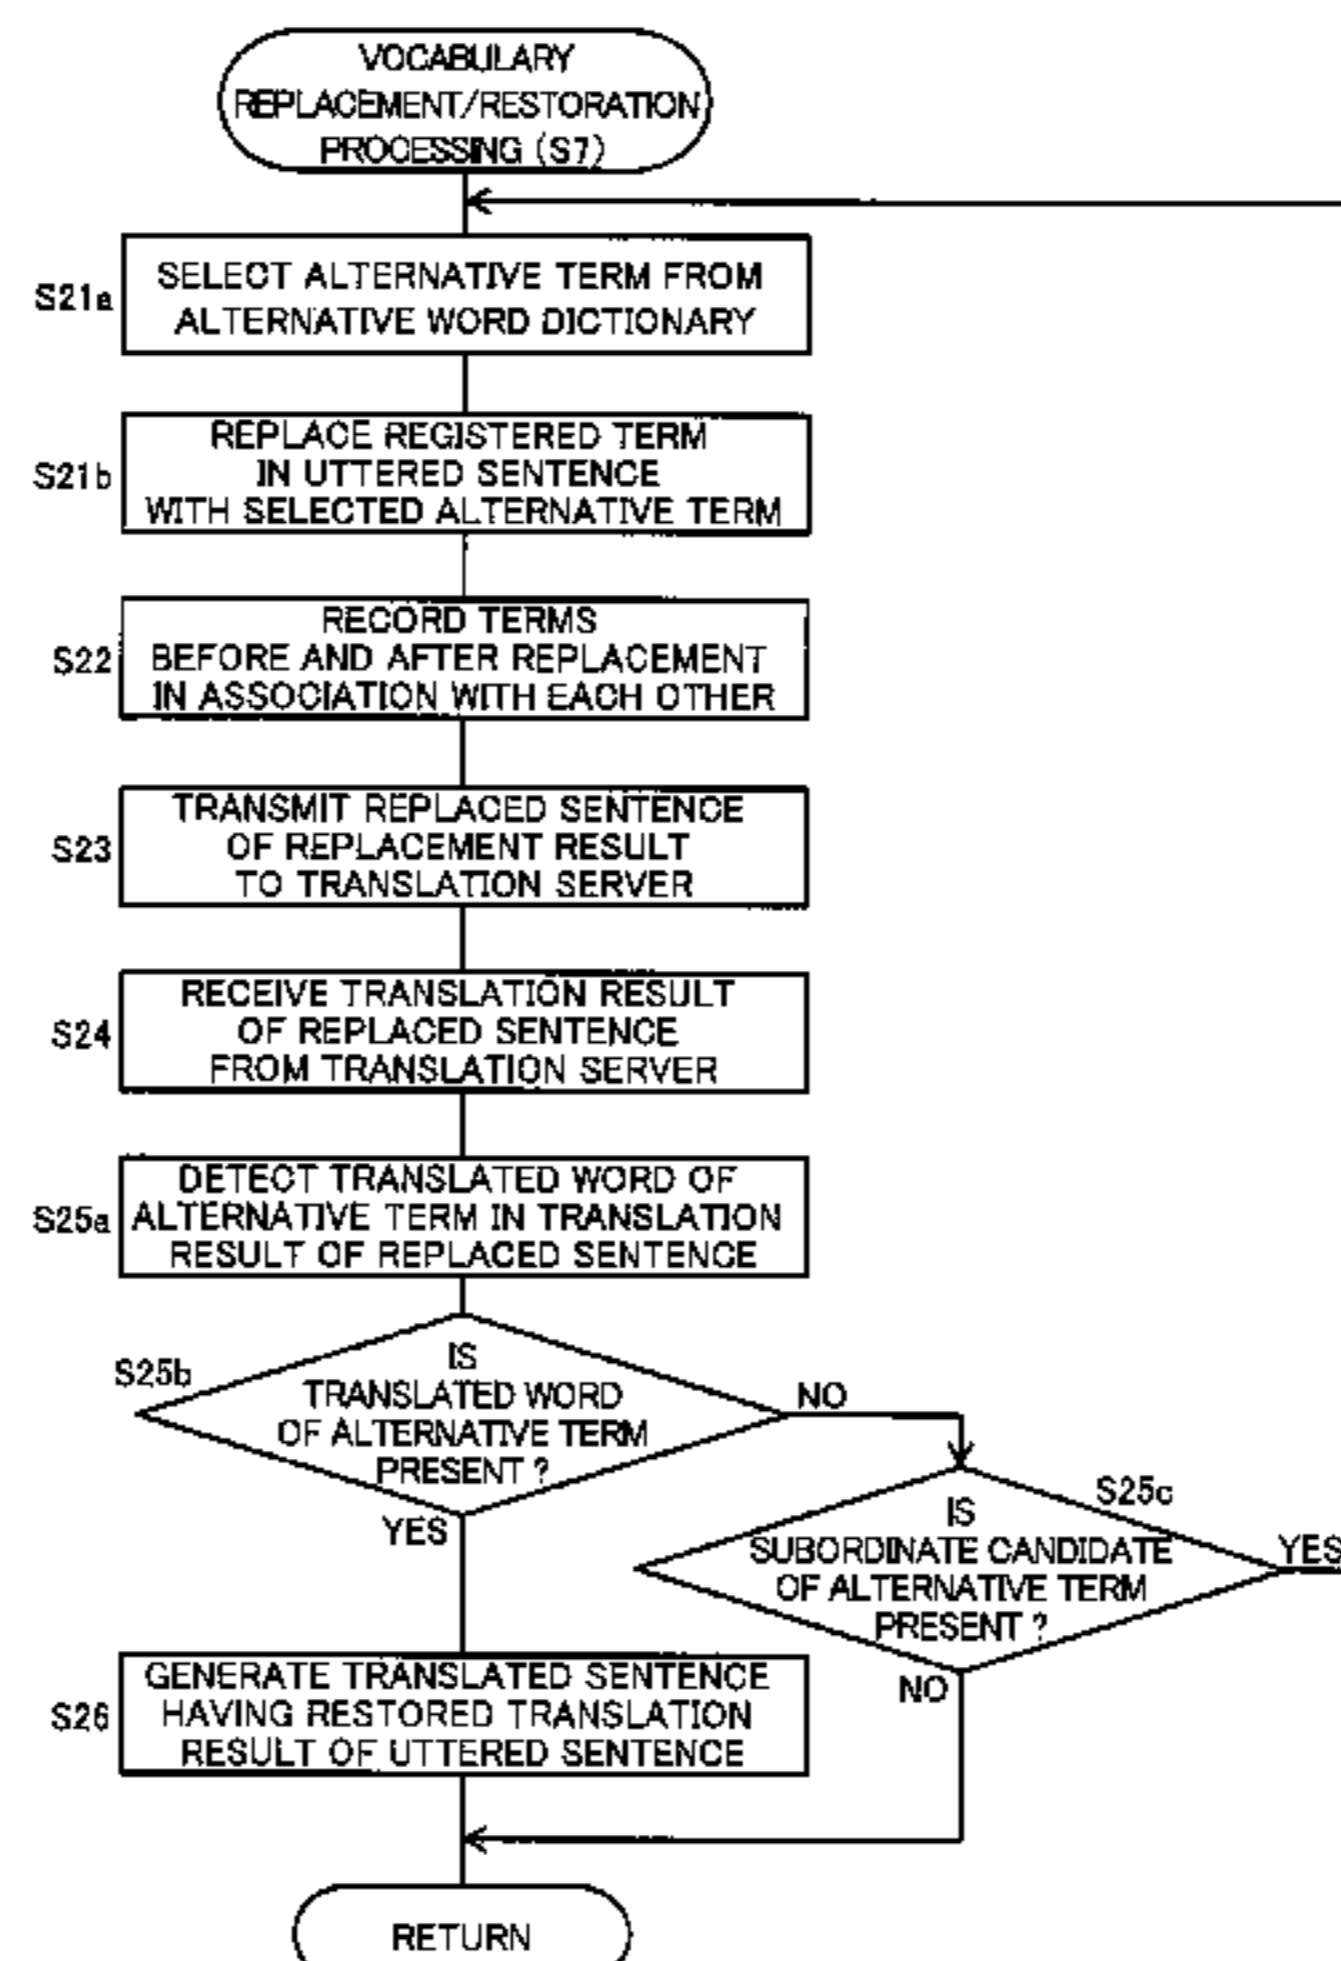 VOCABULARY
REPLACEMENT/RESTORATION
PROCESSING (S7)
S21a
SELECT ALTERNATIVE TERM FROM
ALTERNATIVE WORD DICTIONARY
S21b
REPLACE REGISTERED TERM
IN UTTERED SENTENCE
WITH SELECTED ALTERNATIVE TERM
S22
RECORD TERMS
BEFORE AND AFTER REPLACEMENT
IN ASSOCIATION WITH EACH OTHER
S23
TRANSMIT REPLACED SENTENCE
OF REPLACEMENT RESULT
TO TRANSLATION SERVER
S24
RECEIVE TRANSLATION RESULT
OF REPLACED SENTENCE
FROM TRANSLATION SERVER
S25a
DETECT TRANSLATED WORD OF
ALTERNATIVE TERM IN TRANSLATION
RESULT OF REPLACED SENTENCE
S25b
IS
TRANSLATED WORD
OF ALTERNATIVE TERM
PRESENT ?
NO
YES
S25c
IS
SUBORDINATE CANDIDATE
OF ALTERNATIVE TERM
PRESENT ?
YES
NO
S26
GENERATE TRANSLATED SENTENCE
HAVING RESTORED TRANSLATION
RESULT OF UTTERED SENTENCE
RETURN